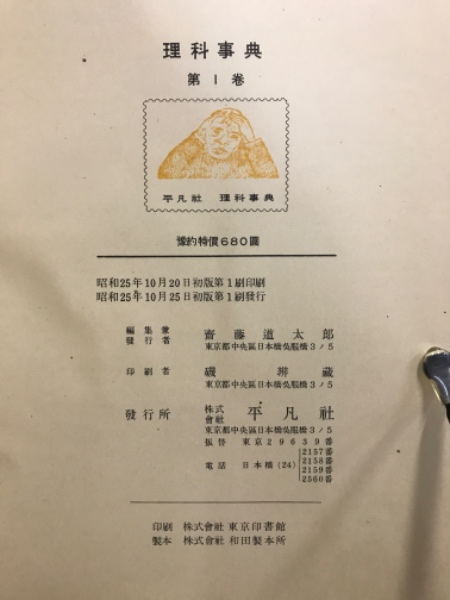 理科事典
第1巻
平凡社 理科事典
豫約特價680圓
昭和25年10月20日初版第1刷印刷
昭和25年10月25日初版第1刷發行
編集兼
發行者 齋藤道太郎
東京都中央區日本橋吳服橋3ノ5
印刷者 磯辨藏
東京都中央區日本橋吳服橋3ノ5
發行所 株式會社 平凡社
東京都中央區日本橋吳服橋3ノ5
振替 東京29639番
電話 日本橋(24)
2157番
2158番
2159番
2560番
印刷 株式會社 東京印書館
製本 株式會社 和田製本所